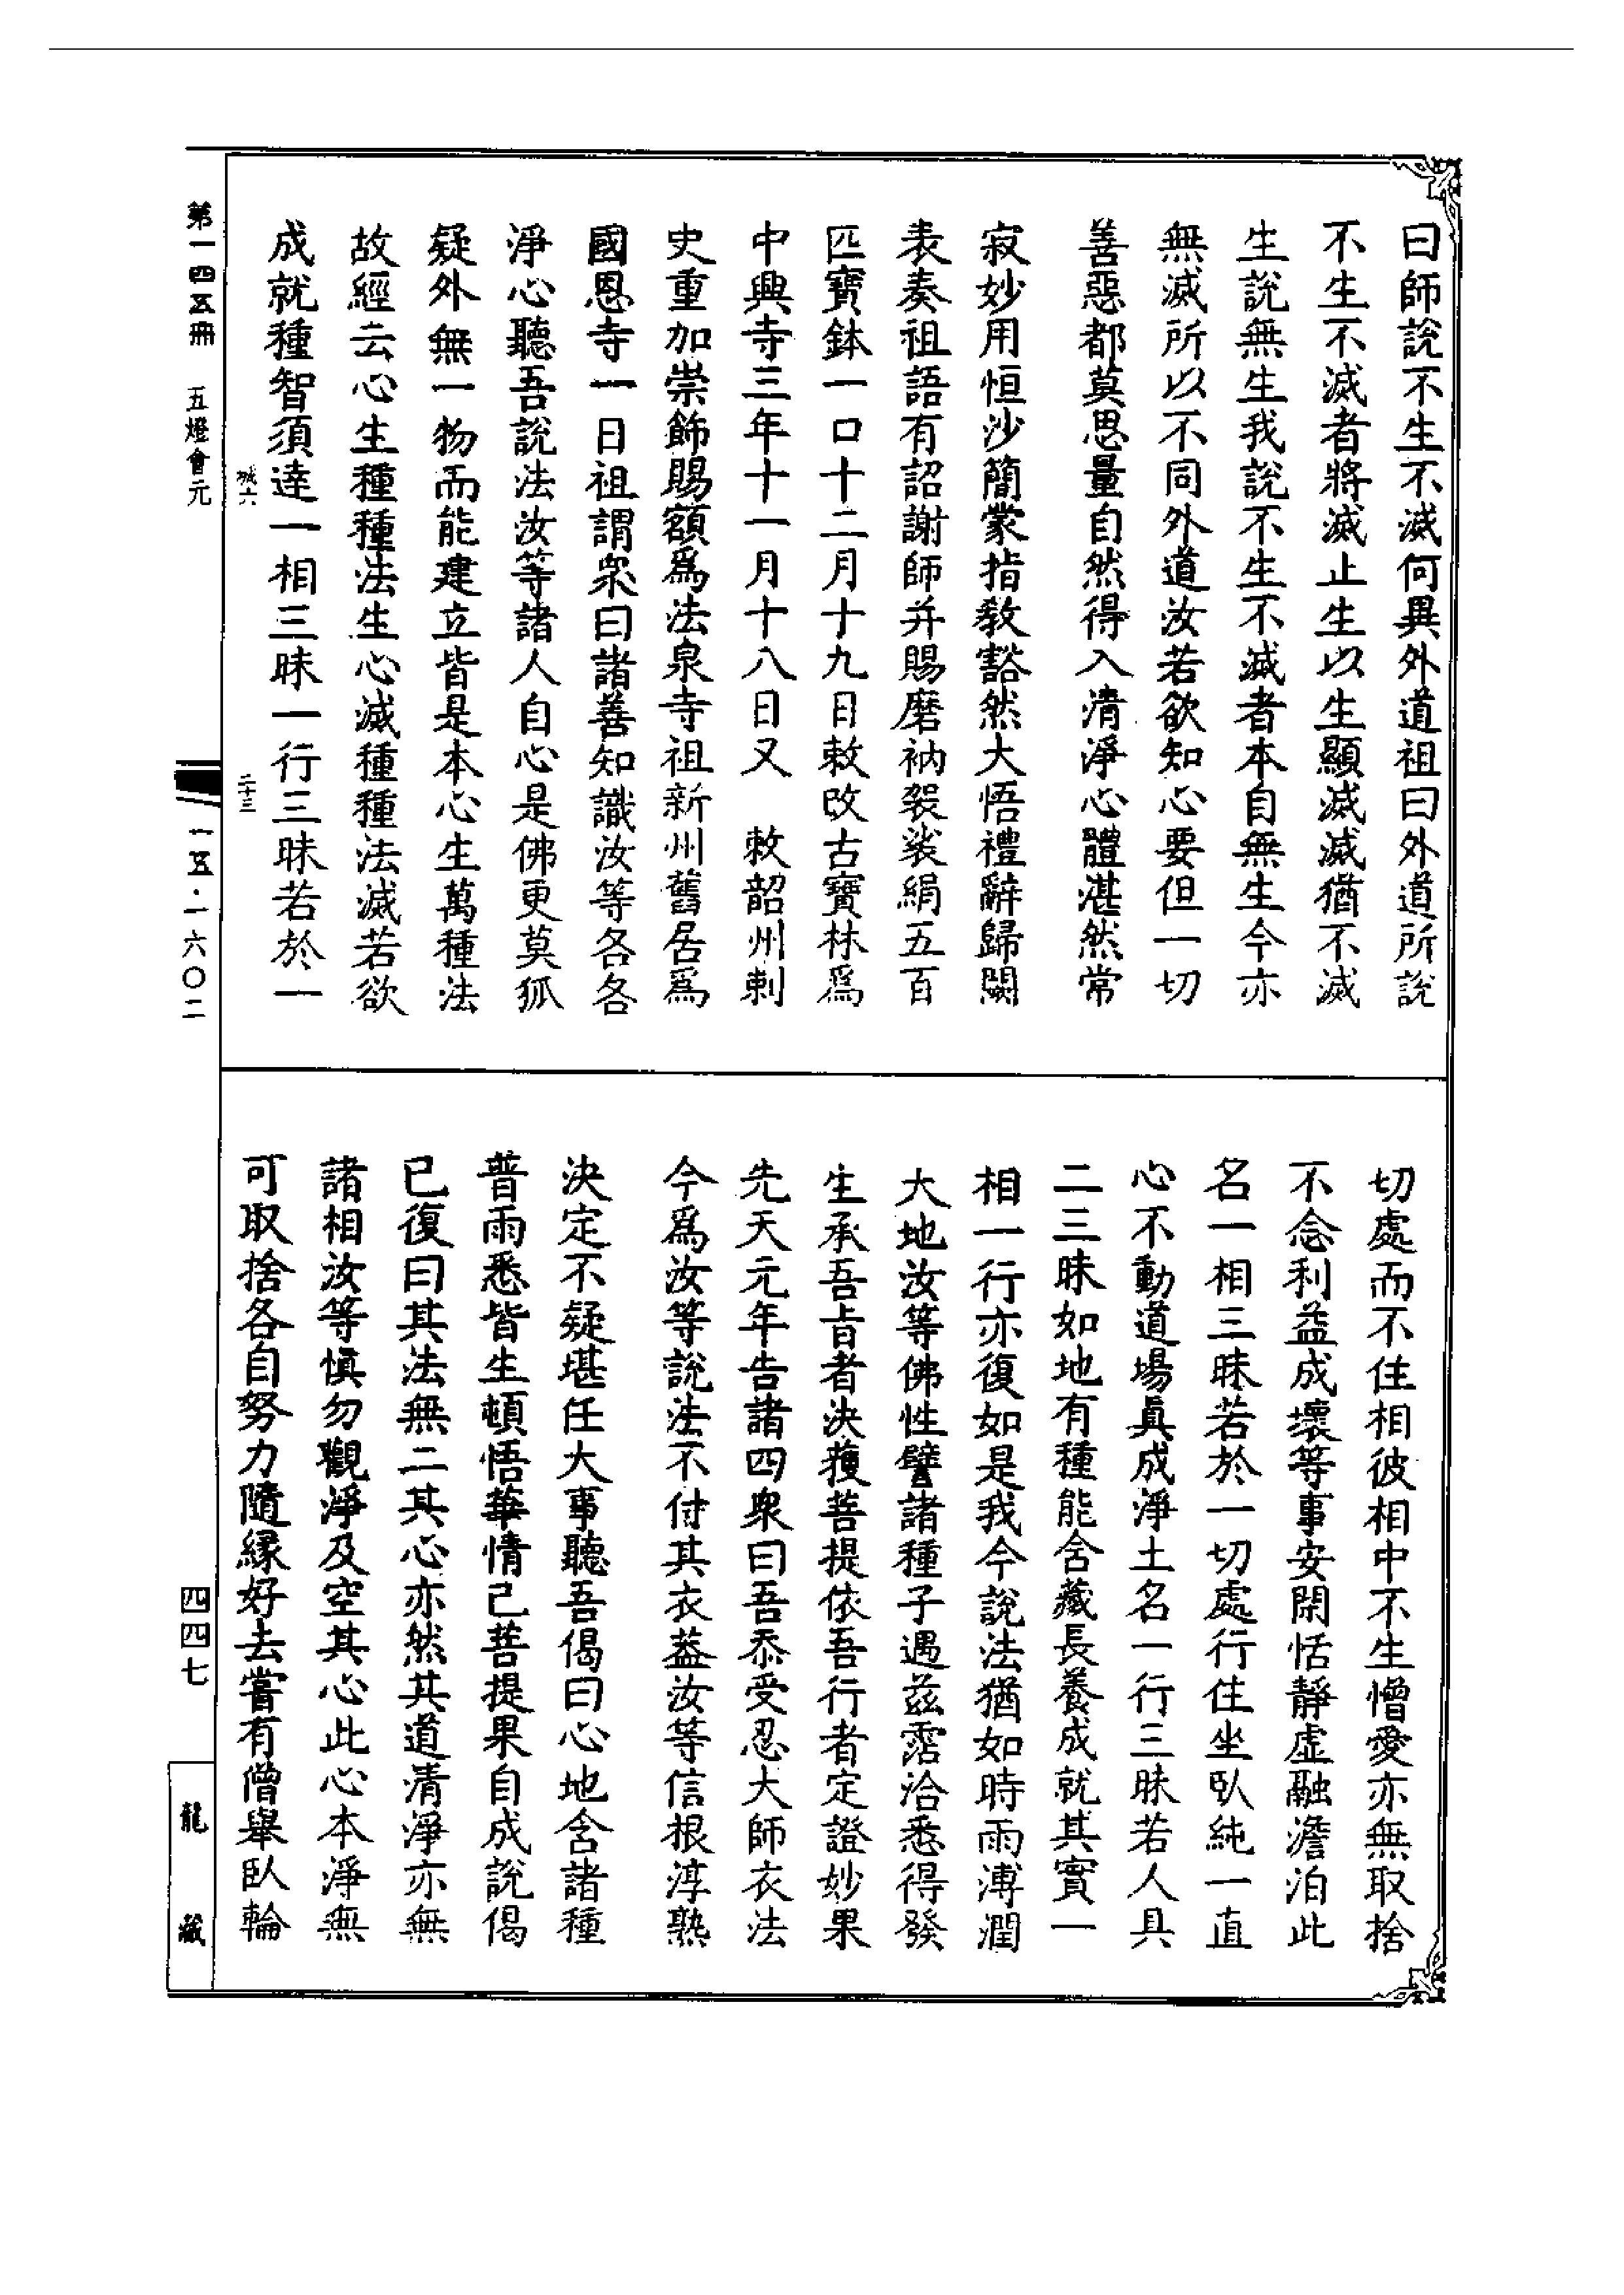 曰師說不生不滅何異外道祖曰外道所說
不生不滅者將滅止生以生顯滅滅猶不滅
生說無生我說不生不滅者本自無生今亦
無滅所以不同外道汝若欲知心要但一切
善惡都莫思量自然得入清淨心體湛然常
寂妙用恒沙簡蒙指教豁然大悟禮辭歸闕
表奏祖語有詔謝師并賜磨衲袈裟絹五百
匹寶鉢一口十二月十九日敕改古寶林爲
中興寺三年十一月十八日又　敕韶州剌
史重加崇飾賜額爲法泉寺祖新州舊居爲
國恩寺一日祖謂衆曰諸善知識汝等各各
淨心聽吾說法汝等諸人自心是佛更莫狐
疑外無一物而能建立皆是本心生萬種法
故經云心生種種法生心滅種種法滅若欲
成就種智須達一相三昧一行三昧若於一
切處而不住相彼相中不生憎愛亦無取捨
不念利益成壞等事安閑恬靜虛融澹泊此
名一相三昧若於一切處行住坐臥純一直
心不動道場眞成淨土名一行三昧若人具
二三昧如地有種能含藏長養成就其實一
相一行亦復如是我今說法猶如時雨溥潤
大地汝等佛性譬諸種子遇茲霑洽悉得發
生承吾旨者決獲菩提依吾行者定證妙果
先天元年告諸四衆曰吾忝受忍大師衣法
今爲汝等說法不付其衣葢汝等信根淳熟
決定不疑堪任大事聽吾偈曰心地含諸種
普雨悉皆生頓悟華情已菩提果自成說偈
已復曰其法無二其心亦然其道清淨亦無
諸相汝等愼勿觀淨及空其心此心本淨無
可取捨各自努力隨緣好去嘗有僧舉臥輪
第一四五冊　五燈會元
城六
二十三
一五·一六〇二
四四七
龍藏